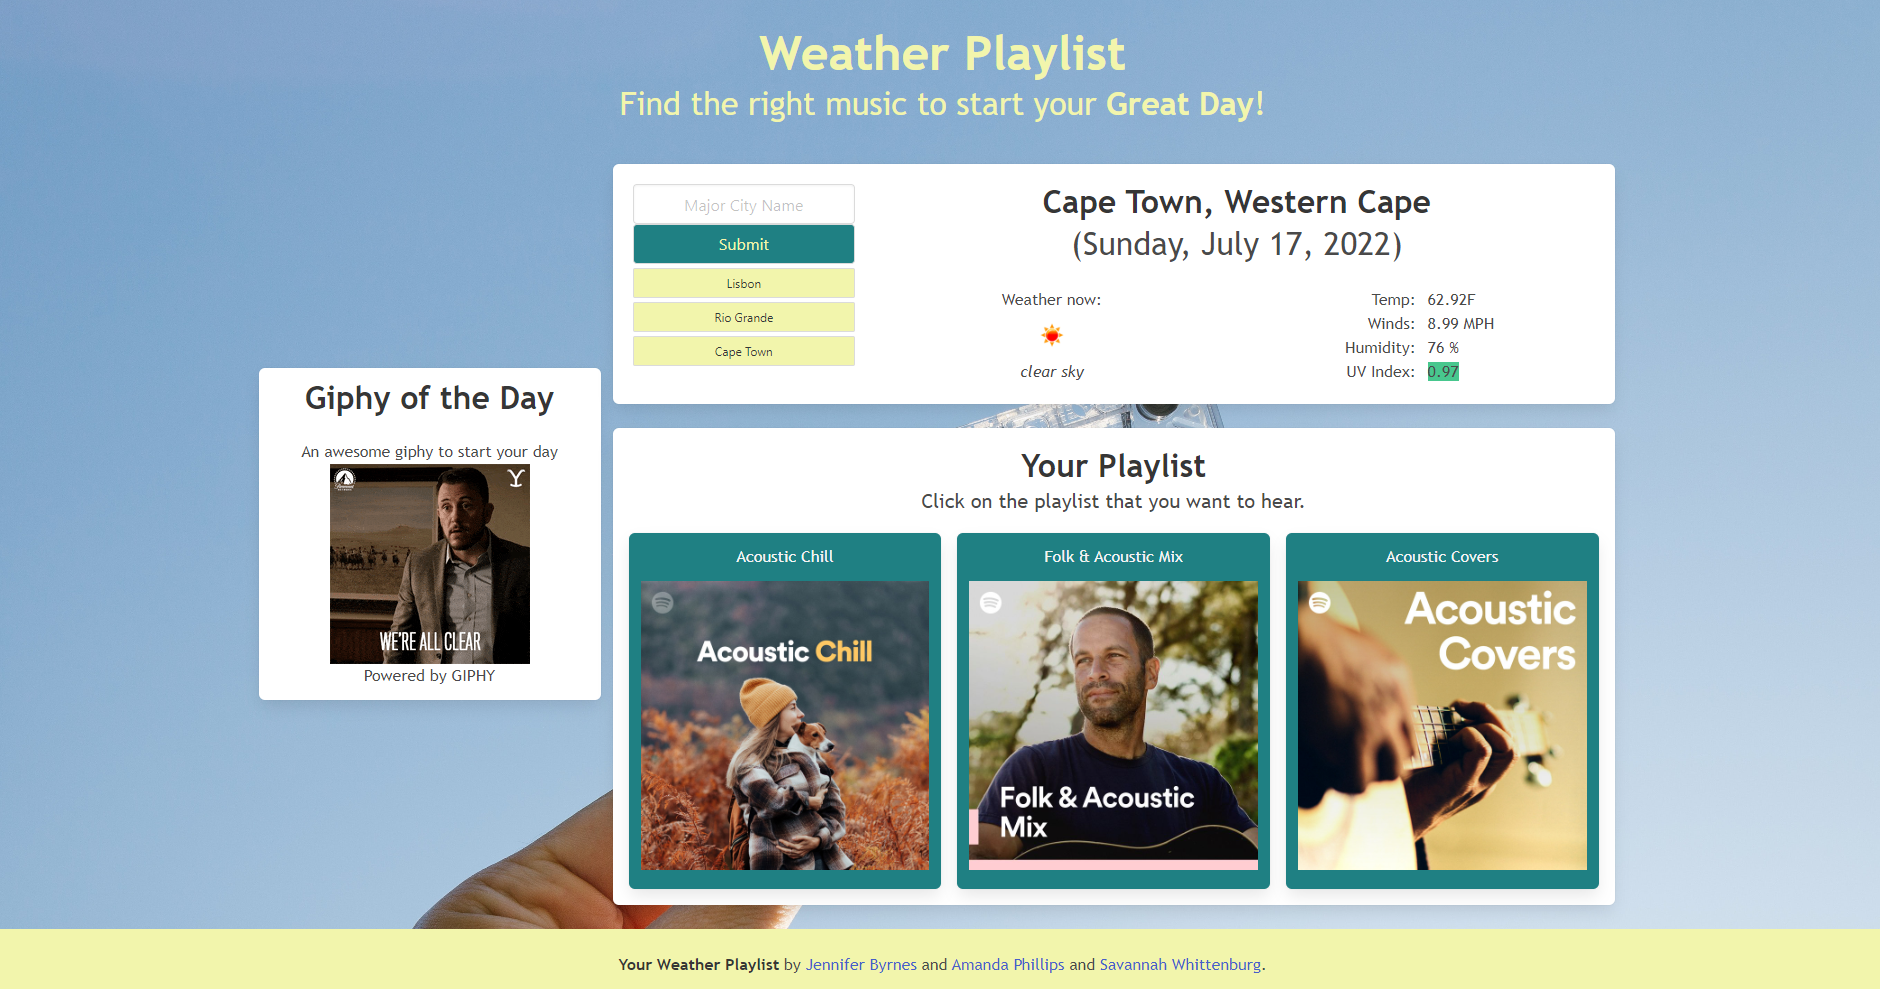 Weather Playlist
Find the right music to start your Great Day!
Major City Name
Submit
Lisbon
Rio Grande
Cape Town
Cape Town, Western Cape
(Sunday, July 17, 2022)
Weather now:
clear sky
Temp: 62.92F
Winds: 8.99 MPH
Humidity: 76 %
UV Index: 0.97
Giphy of the Day
An awesome giphy to start your day
Y
WE'RE ALL CLEAR
Powered by GIPHY
Your Playlist
Click on the playlist that you want to hear.
Acoustic Chill
Acoustic Chill
Folk & Acoustic Mix
Folk & Acoustic
Mix
Acoustic Covers
Acoustic
Covers
Your Weather Playlist by Jennifer Byrnes and Amanda Phillips and Savannah Whittenburg.